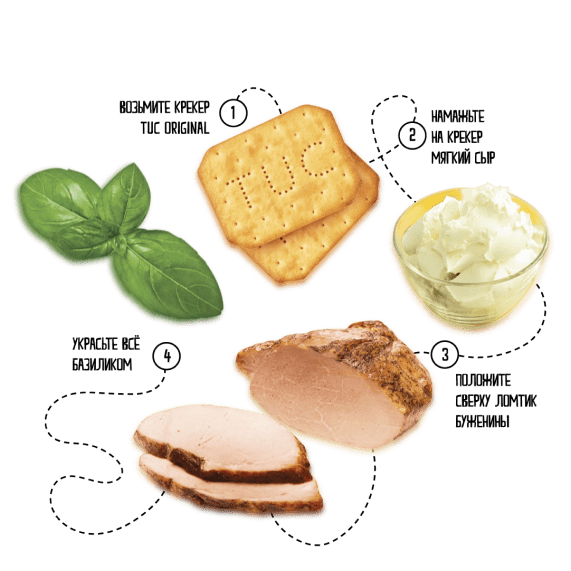 ВОЗЬМИТЕ КРЕКЕР
TUC ORIGINAL
1
TUC
2
НАМАЖЬТЕ
НА КРЕКЕР
МЯГКИЙ СЫР
3
ПОЛОЖИТЕ
СВЕРХУ ЛОМТИК
БУЖЕНИНЫ
УКРАСЬТЕ ВСЁ
БАЗИЛИКОМ
4